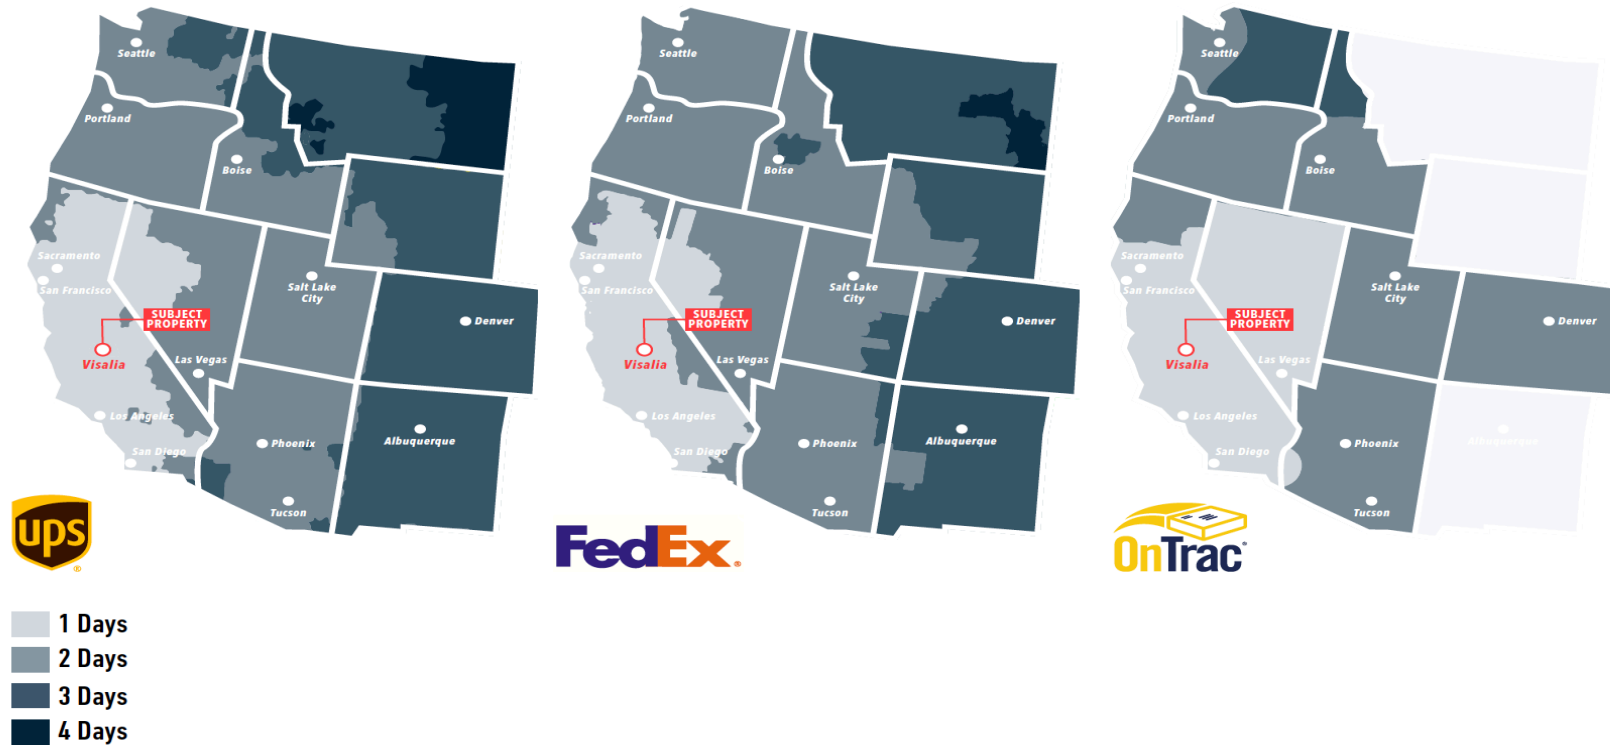 Seattle
Portland
Boise
Sacramento
San Francisco
SUBJECT
PROPERTY
Visalia
Salt Lake
City
Las Vegas
Denver
Los Angeles
San Diego
Phoenix
Albuquerque
Tucson
ups
®
Seattle
Portland
Boise
Sacramento
San Francisco
SUBJECT
PROPERTY
Visalia
Salt Lake
City
Las Vegas
Denver
Los Angeles
San Diego
Phoenix
Albuquerque
Tucson
FedEx®
Seattle
Portland
Boise
Sacramento
San Francisco
SUBJECT
PROPERTY
Visalia
Salt Lake
City
Las Vegas
Denver
Los Angeles
San Diego
Phoenix
Albuquerque
Tucson
OnTrac®
1 Days
2 Days
3 Days
4 Days